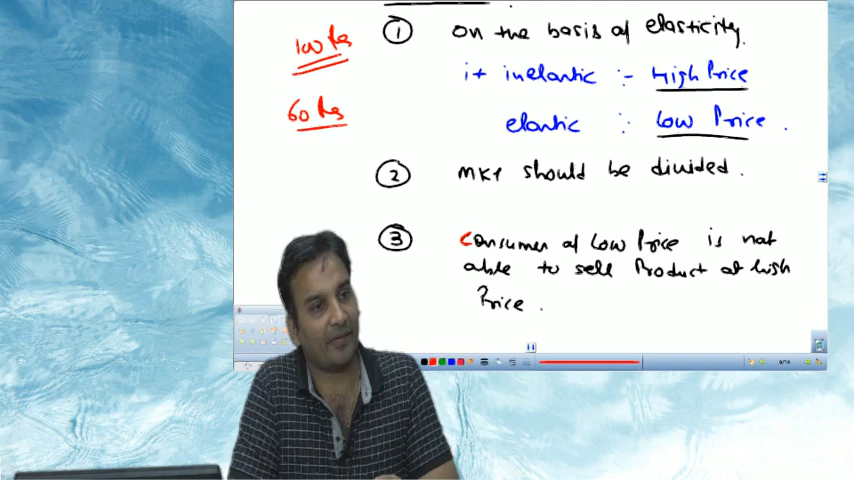 100 Rs
60 Rs
1 on the basis of elasticity.
it inelastic :- High Price
elastic :- Low Price .
2 MKT should be divided .
3 Consumer of Low Price is not
able to sell Product at high
Price .